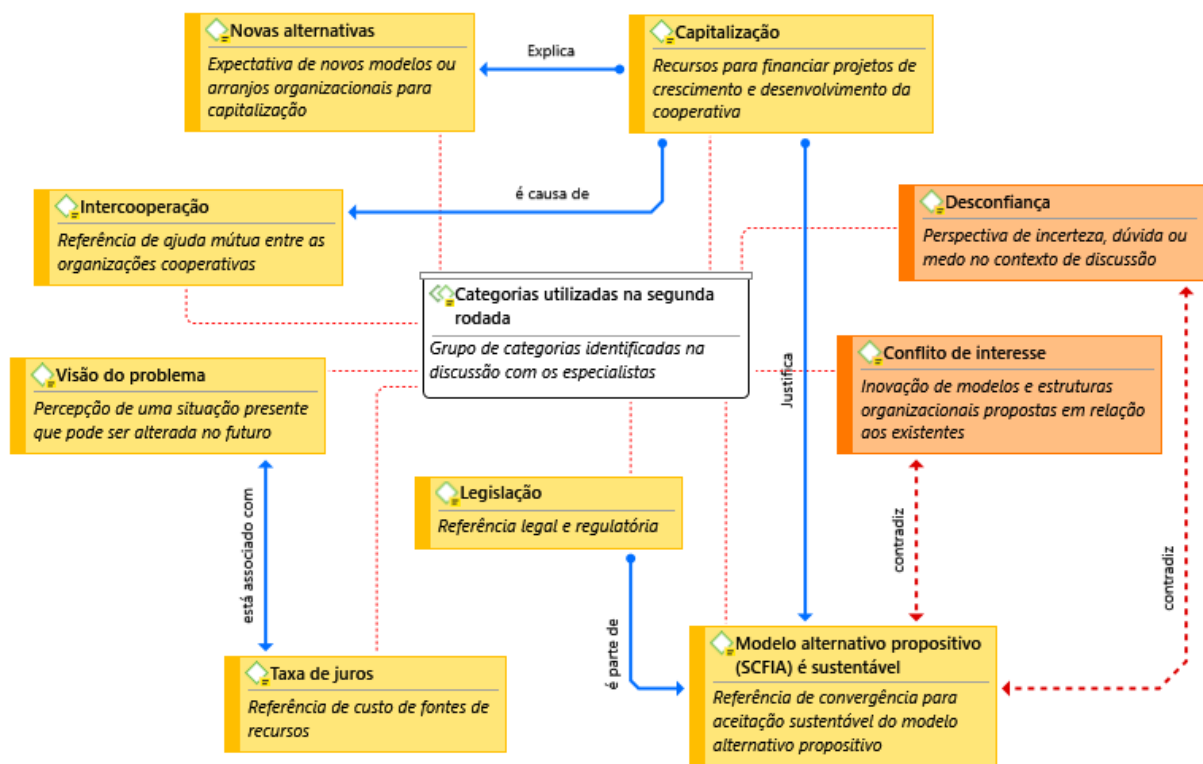 Novas alternativas
Expectativa de novos modelos ou
arranjos organizacionais para
capitalização
Explica
Capitalização
Recursos para financiar projetos de
crescimento e desenvolvimento da
cooperativa
é causa de
Intercooperação
Referência de ajuda mútua entre as
organizações cooperativas
Desconfiança
Perspectiva de incerteza, dúvida ou
medo no contexto de discussão
Categorias utilizadas na segunda
rodada
Grupo de categorias identificadas na
discussão com os especialistas
Justifica
Conflito de interesse
Inovação de modelos e estruturas
organizacionais propostas em relação
aos existentes
Visão do problema
Percepção de uma situação presente
que pode ser alterada no futuro
está associado com
Legislação
Referência legal e regulatória
contradiz
contradiz
é parte de
Taxa de juros
Referência de custo de fontes de
recursos
Modelo alternativo propositivo
(SCFIA) é sustentável
Referência de convergência para
aceitação sustentável do modelo
alternativo propositivo